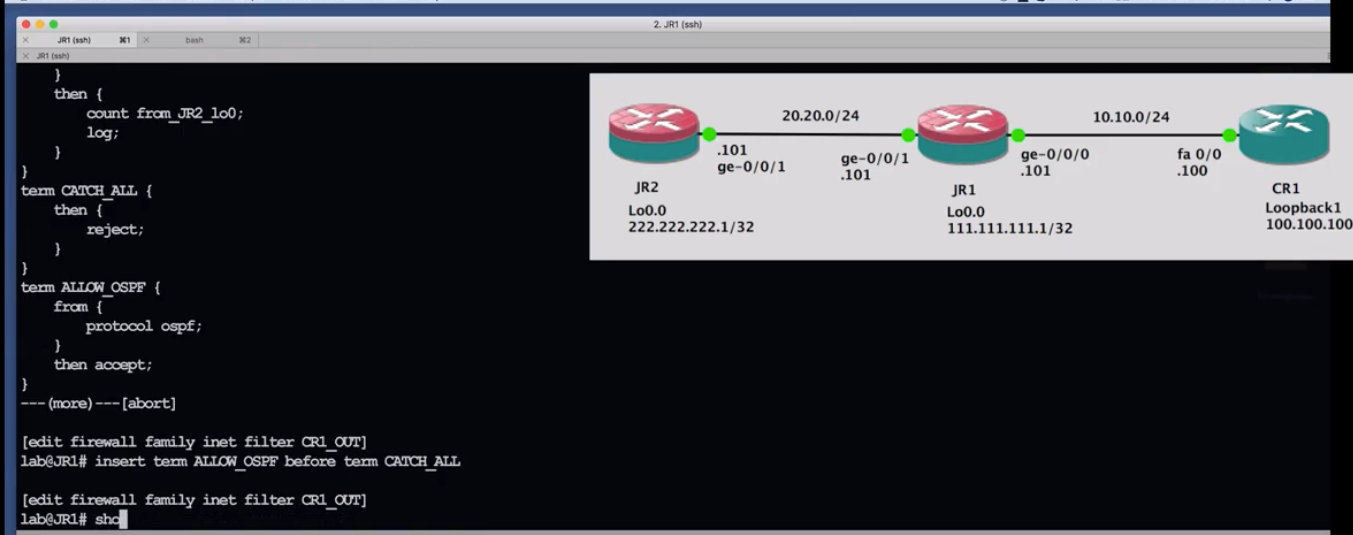 2. JR1 (ssh)
JR1 (ssh) ⌘1 bash ⌘2
JR1 (ssh)
}
then {
count from_JR2_lo0;
log;
}
}
term CATCH_ALL {
then {
reject;
}
}
term ALLOW_OSPF {
from {
protocol ospf;
}
then accept;
}
---(more)---[abort]
[edit firewall family inet filter CR1_OUT]
lab@JR1# insert term ALLOW_OSPF before term CATCH_ALL
[edit firewall family inet filter CR1_OUT]
lab@JR1# sho
20.20.0/24
10.10.0/24
.101
ge-0/0/1
ge-0/0/1
.101
ge-0/0/0
.101
fa 0/0
.100
JR2
Lo0.0
222.222.222.1/32
JR1
Lo0.0
111.111.111.1/32
CR1
Loopback1
100.100.100